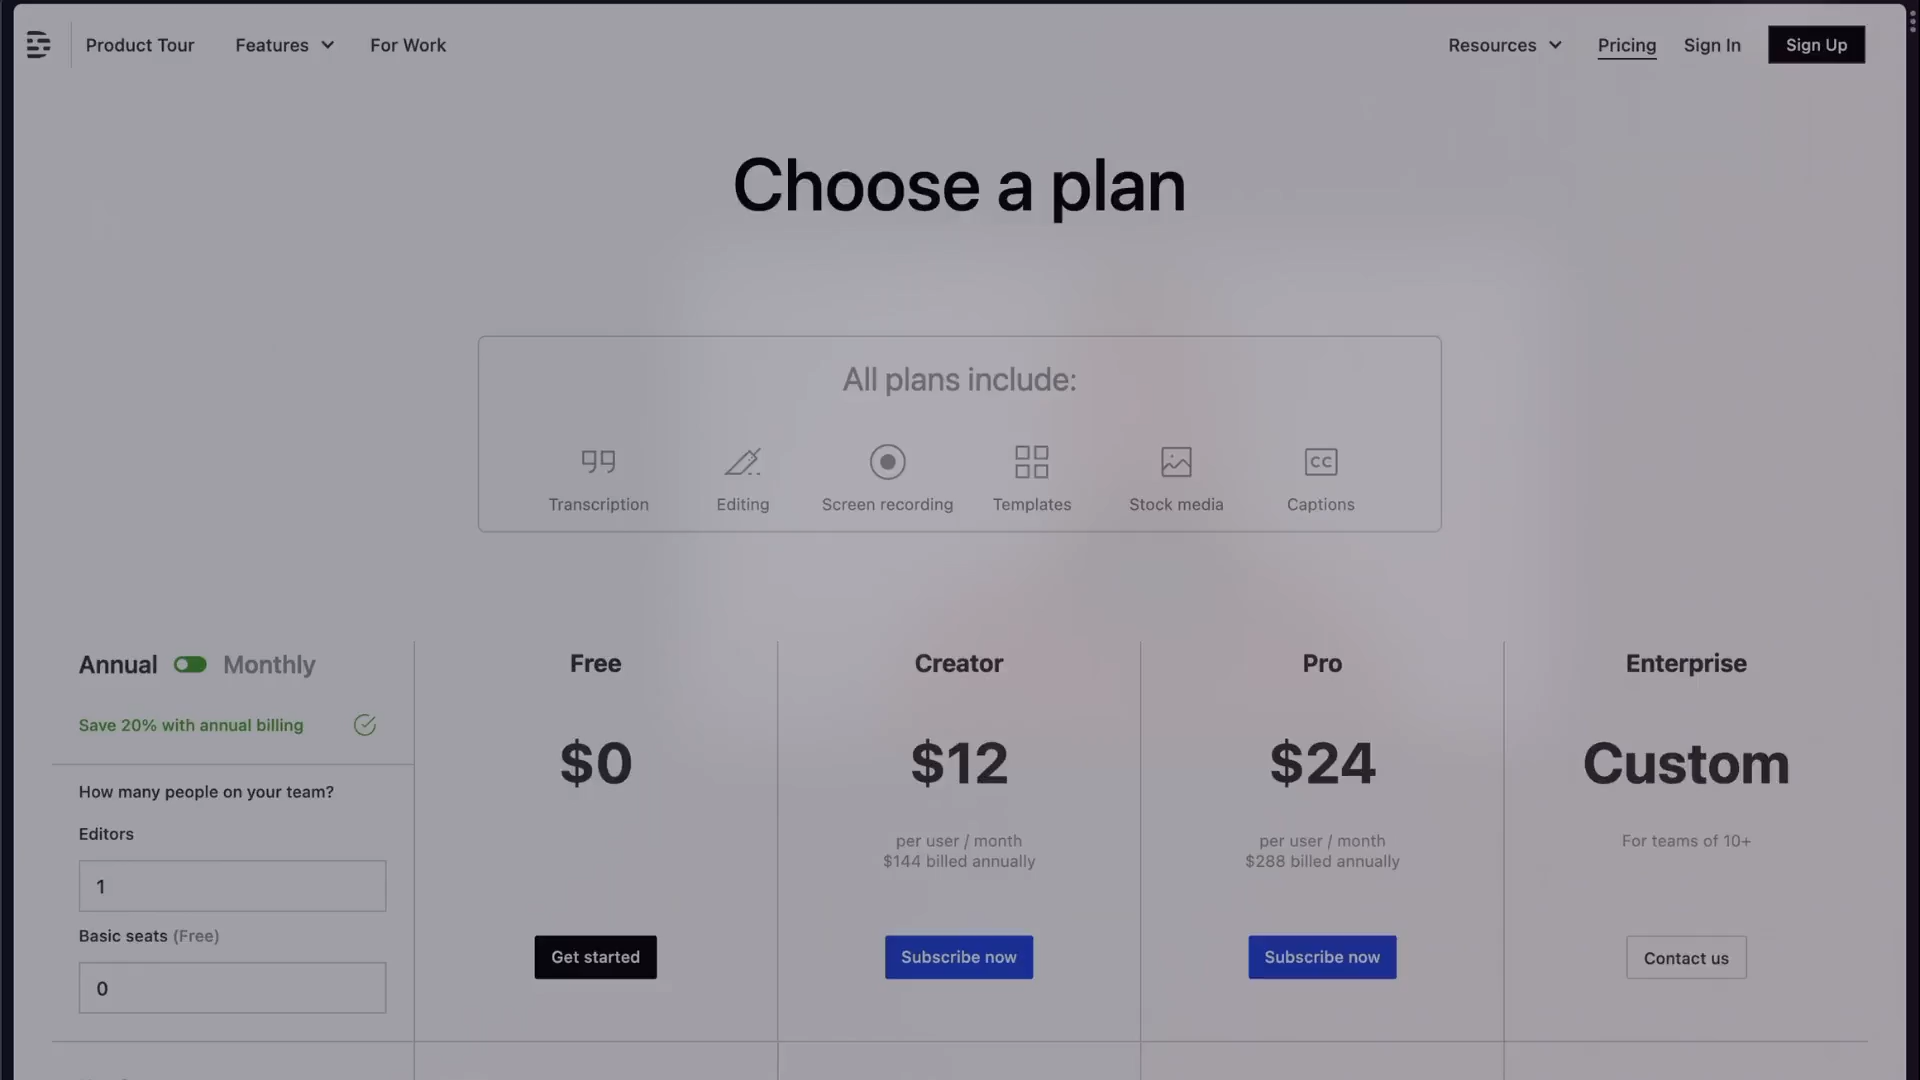 Product Tour
Features
For Work
Resources
Pricing
Sign In
Sign Up
Choose a plan
All plans include:
Transcription
Editing
Screen recording
Templates
Stock media
CC
Captions
Annual
Monthly
Save 20% with annual billing
How many people on your team?
Editors
1
Basic seats (Free)
0
Free
$0
Get started
Creator
$12
per user / month
$144 billed annually
Subscribe now
Pro
$24
per user / month
$288 billed annually
Subscribe now
Enterprise
Custom
For teams of 10+
Contact us